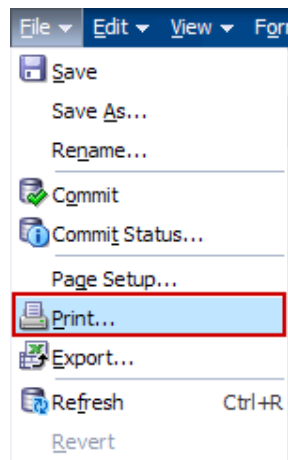 File Edit View For
Save
Save As...
Rename...
Commit
Commit Status...
Page Setup...
Print...
Export...
Refresh Ctrl+R
Revert